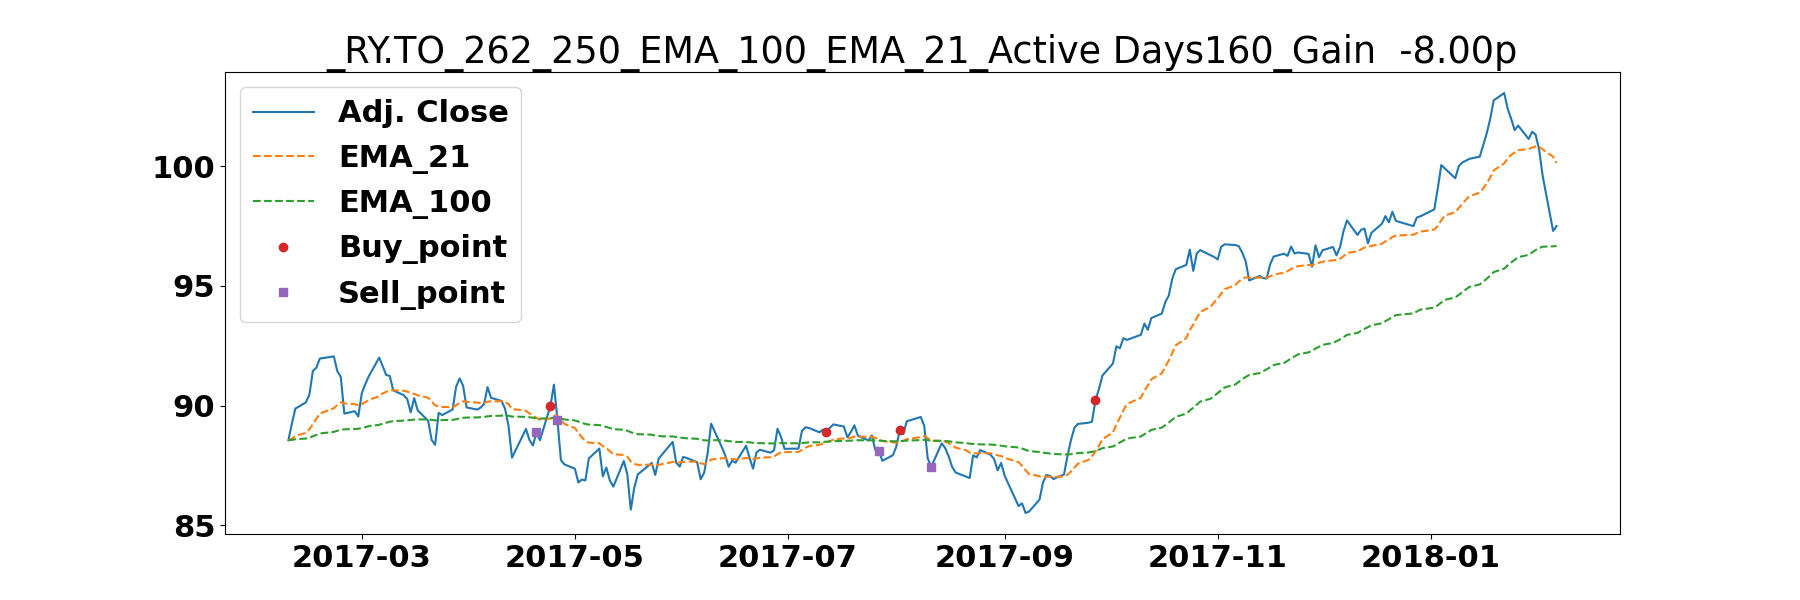 _RY.TO_262_250_EMA_100_EMA_21_Active Days160_Gain  -8.00p
Adj. Close
EMA_21
EMA_100
Buy_point
Sell_point
100
95
90
85
2017-03 2017-05 2017-07 2017-09 2017-11 2018-01